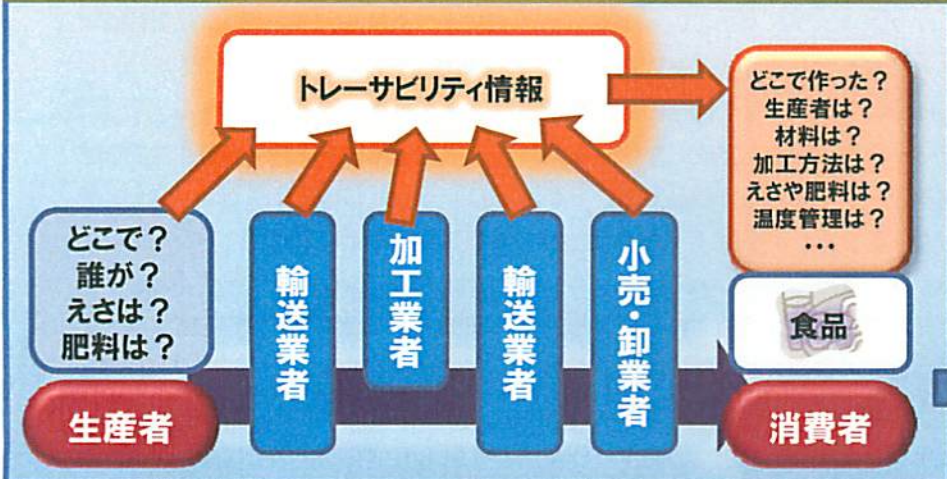 トレーサビリティ情報
どこで作った？
生産者は？
材料は？
加工方法は？
えさや肥料は？
温度管理は？
…
どこで？
誰が？
えさは？
肥料は？
輸送業者
加工業者
輸送業者
小売・卸業者
食品
生産者
消費者